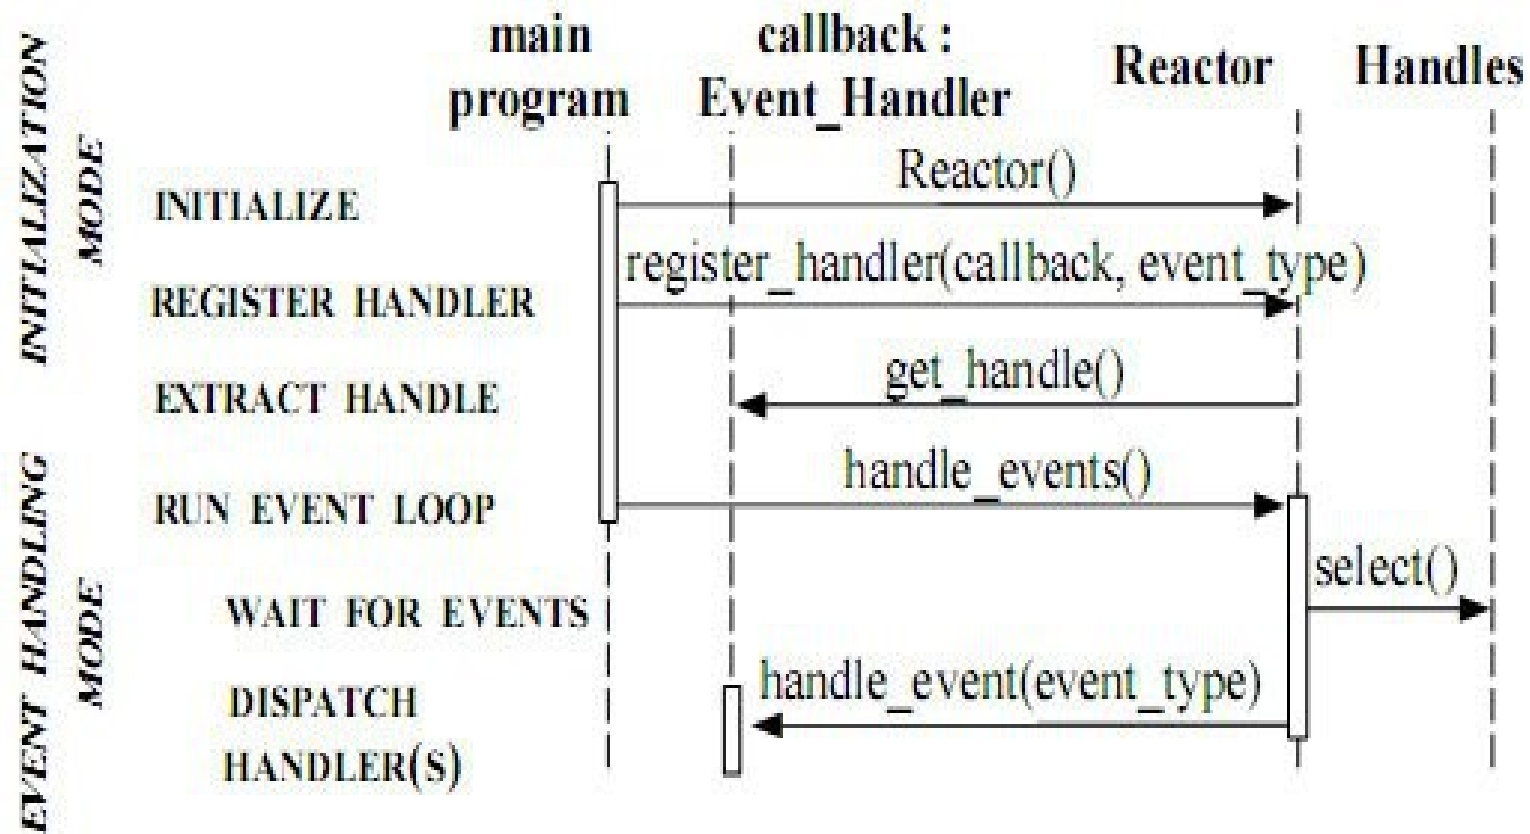 main
program
callback :
Event_Handler
Reactor
Handles
INITIALIZATION
MODE
INITIALIZE
Reactor()
REGISTER HANDLER
register_handler(callback, event_type)
EXTRACT HANDLE
get_handle()
EVENT HANDLING
MODE
RUN EVENT LOOP
handle_events()
WAIT FOR EVENTS
select()
DISPATCH
HANDLER(S)
handle_event(event_type)